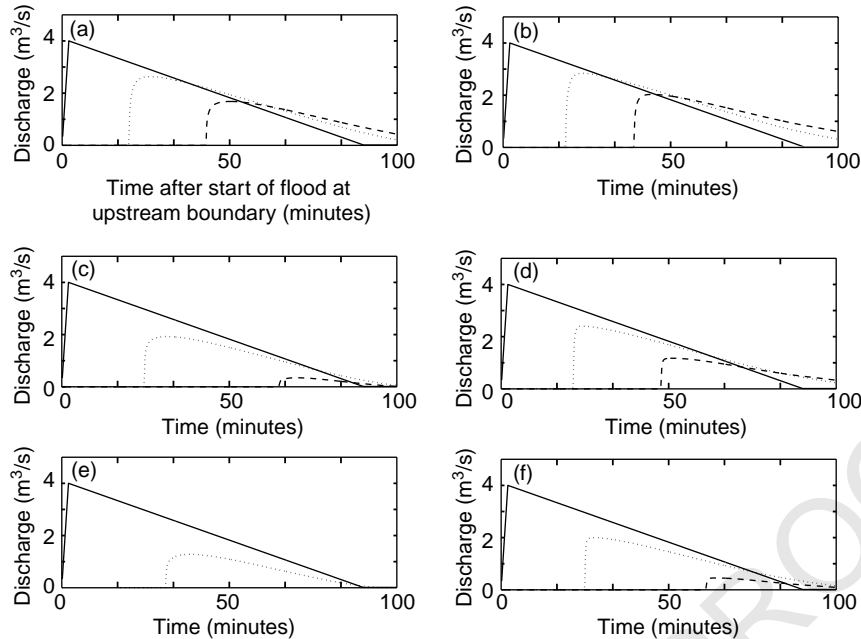 (a)
Discharge (m³/s)
4
2
0
0
50
100
Time after start of flood at
upstream boundary (minutes)
(b)
Discharge (m³/s)
4
2
0
0
50
100
Time (minutes)
(c)
Discharge (m³/s)
4
2
0
0
50
100
Time (minutes)
(d)
Discharge (m³/s)
4
2
0
0
50
100
Time (minutes)
(e)
Discharge (m³/s)
4
2
0
0
50
100
Time (minutes)
(f)
Discharge (m³/s)
4
2
0
0
50
100
Time (minutes)
PROO